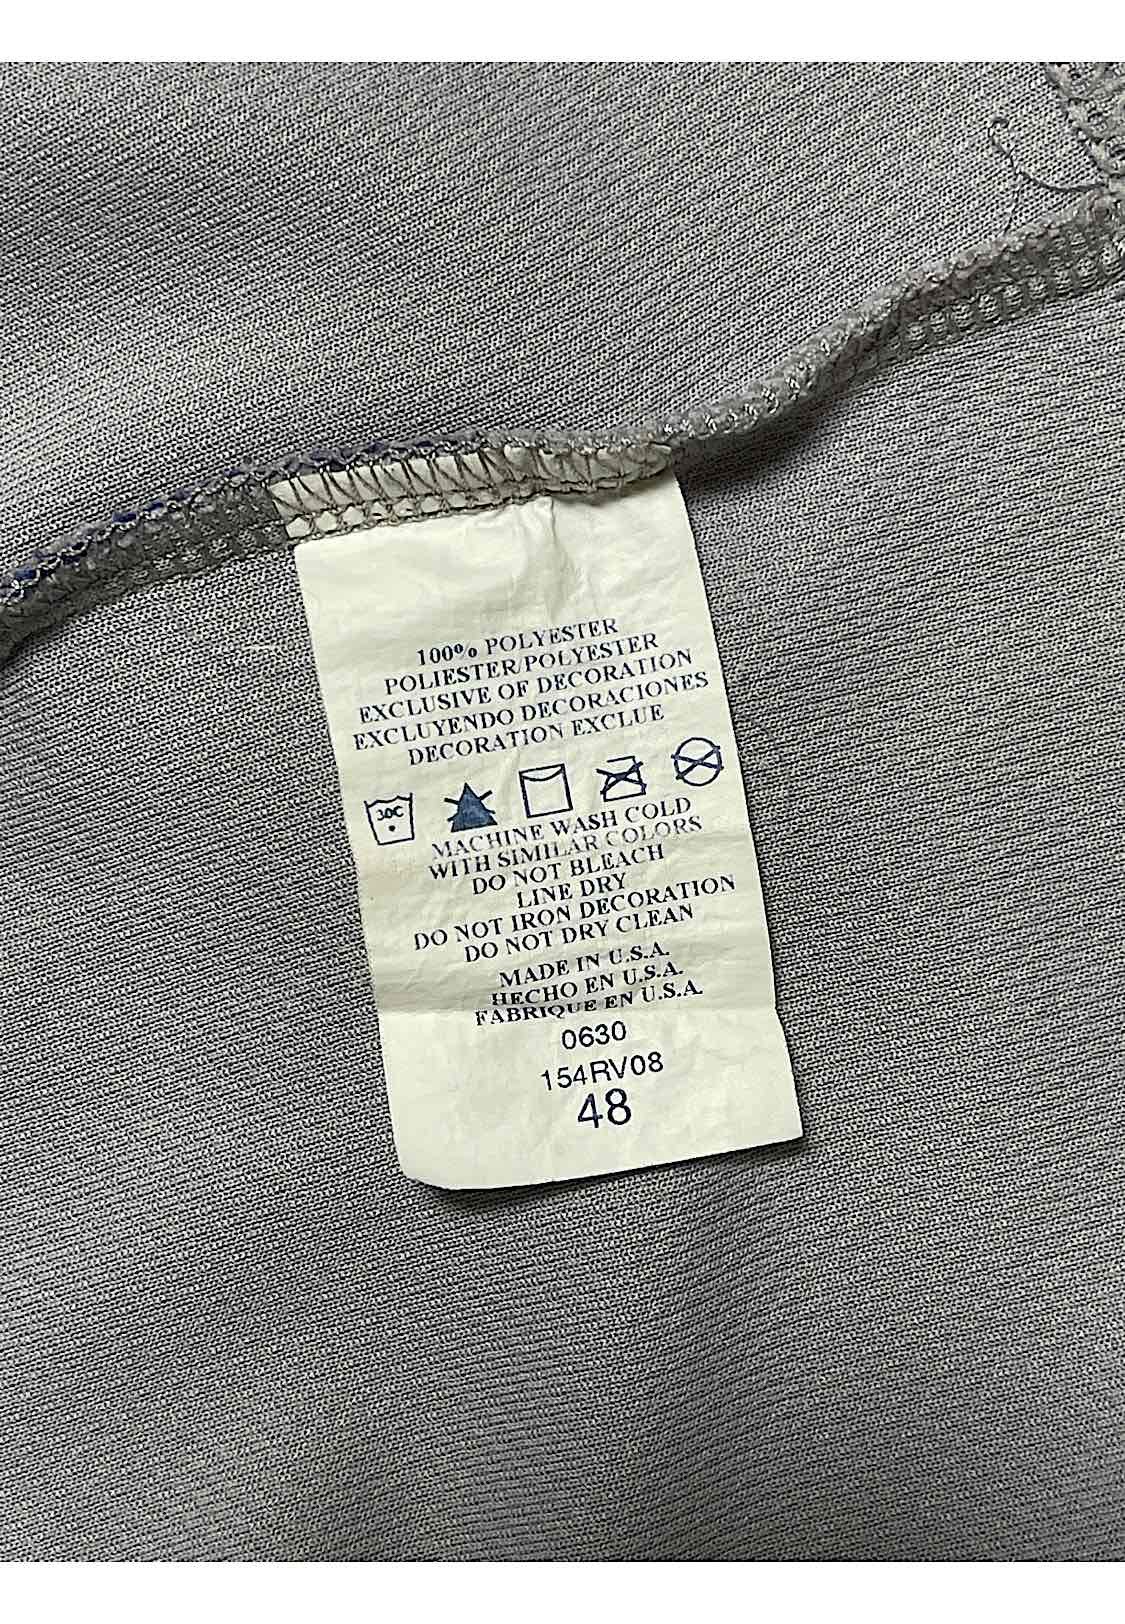 100% POLYESTER
POLIESTER/POLYESTER
EXCLUSIVE OF DECORATION
EXCLUYENDO DECORACIONES
DECORATION EXCLUE
30C
MACHINE WASH COLD
WITH SIMILAR COLORS
DO NOT BLEACH
LINE DRY
DO NOT IRON DECORATION
DO NOT DRY CLEAN
MADE IN U.S.A.
HECHO EN U.S.A.
FABRIQUE EN U.S.A.
0630
154RV08
48